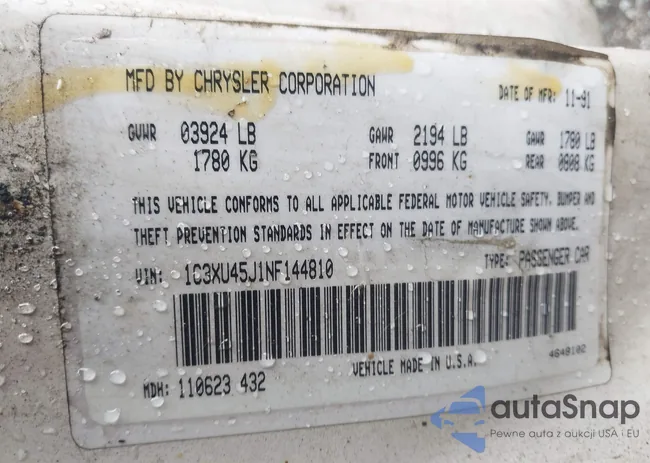 MFD BY CHRYSLER CORPORATION DATE OF MFR: 11-91
GVWR 03924 LB GAWR 2194 LB GAWR 1780 LB
1780 KG FRONT 0996 KG REAR 0808 KG
THIS VEHICLE CONFORMS TO ALL APPLICABLE FEDERAL MOTOR VEHICLE SAFETY, BUMPER AND
THEFT PREVENTION STANDARDS IN EFFECT ON THE DATE OF MANUFACTURE SHOWN ABOVE.
VIN: 1C3XU45J1NF144810 TYPE: PASSENGER CAR
MDH: 110623 432 VEHICLE MADE IN U.S.A. 4648102
autaSnap
Pewne auta z aukcji USA i EU